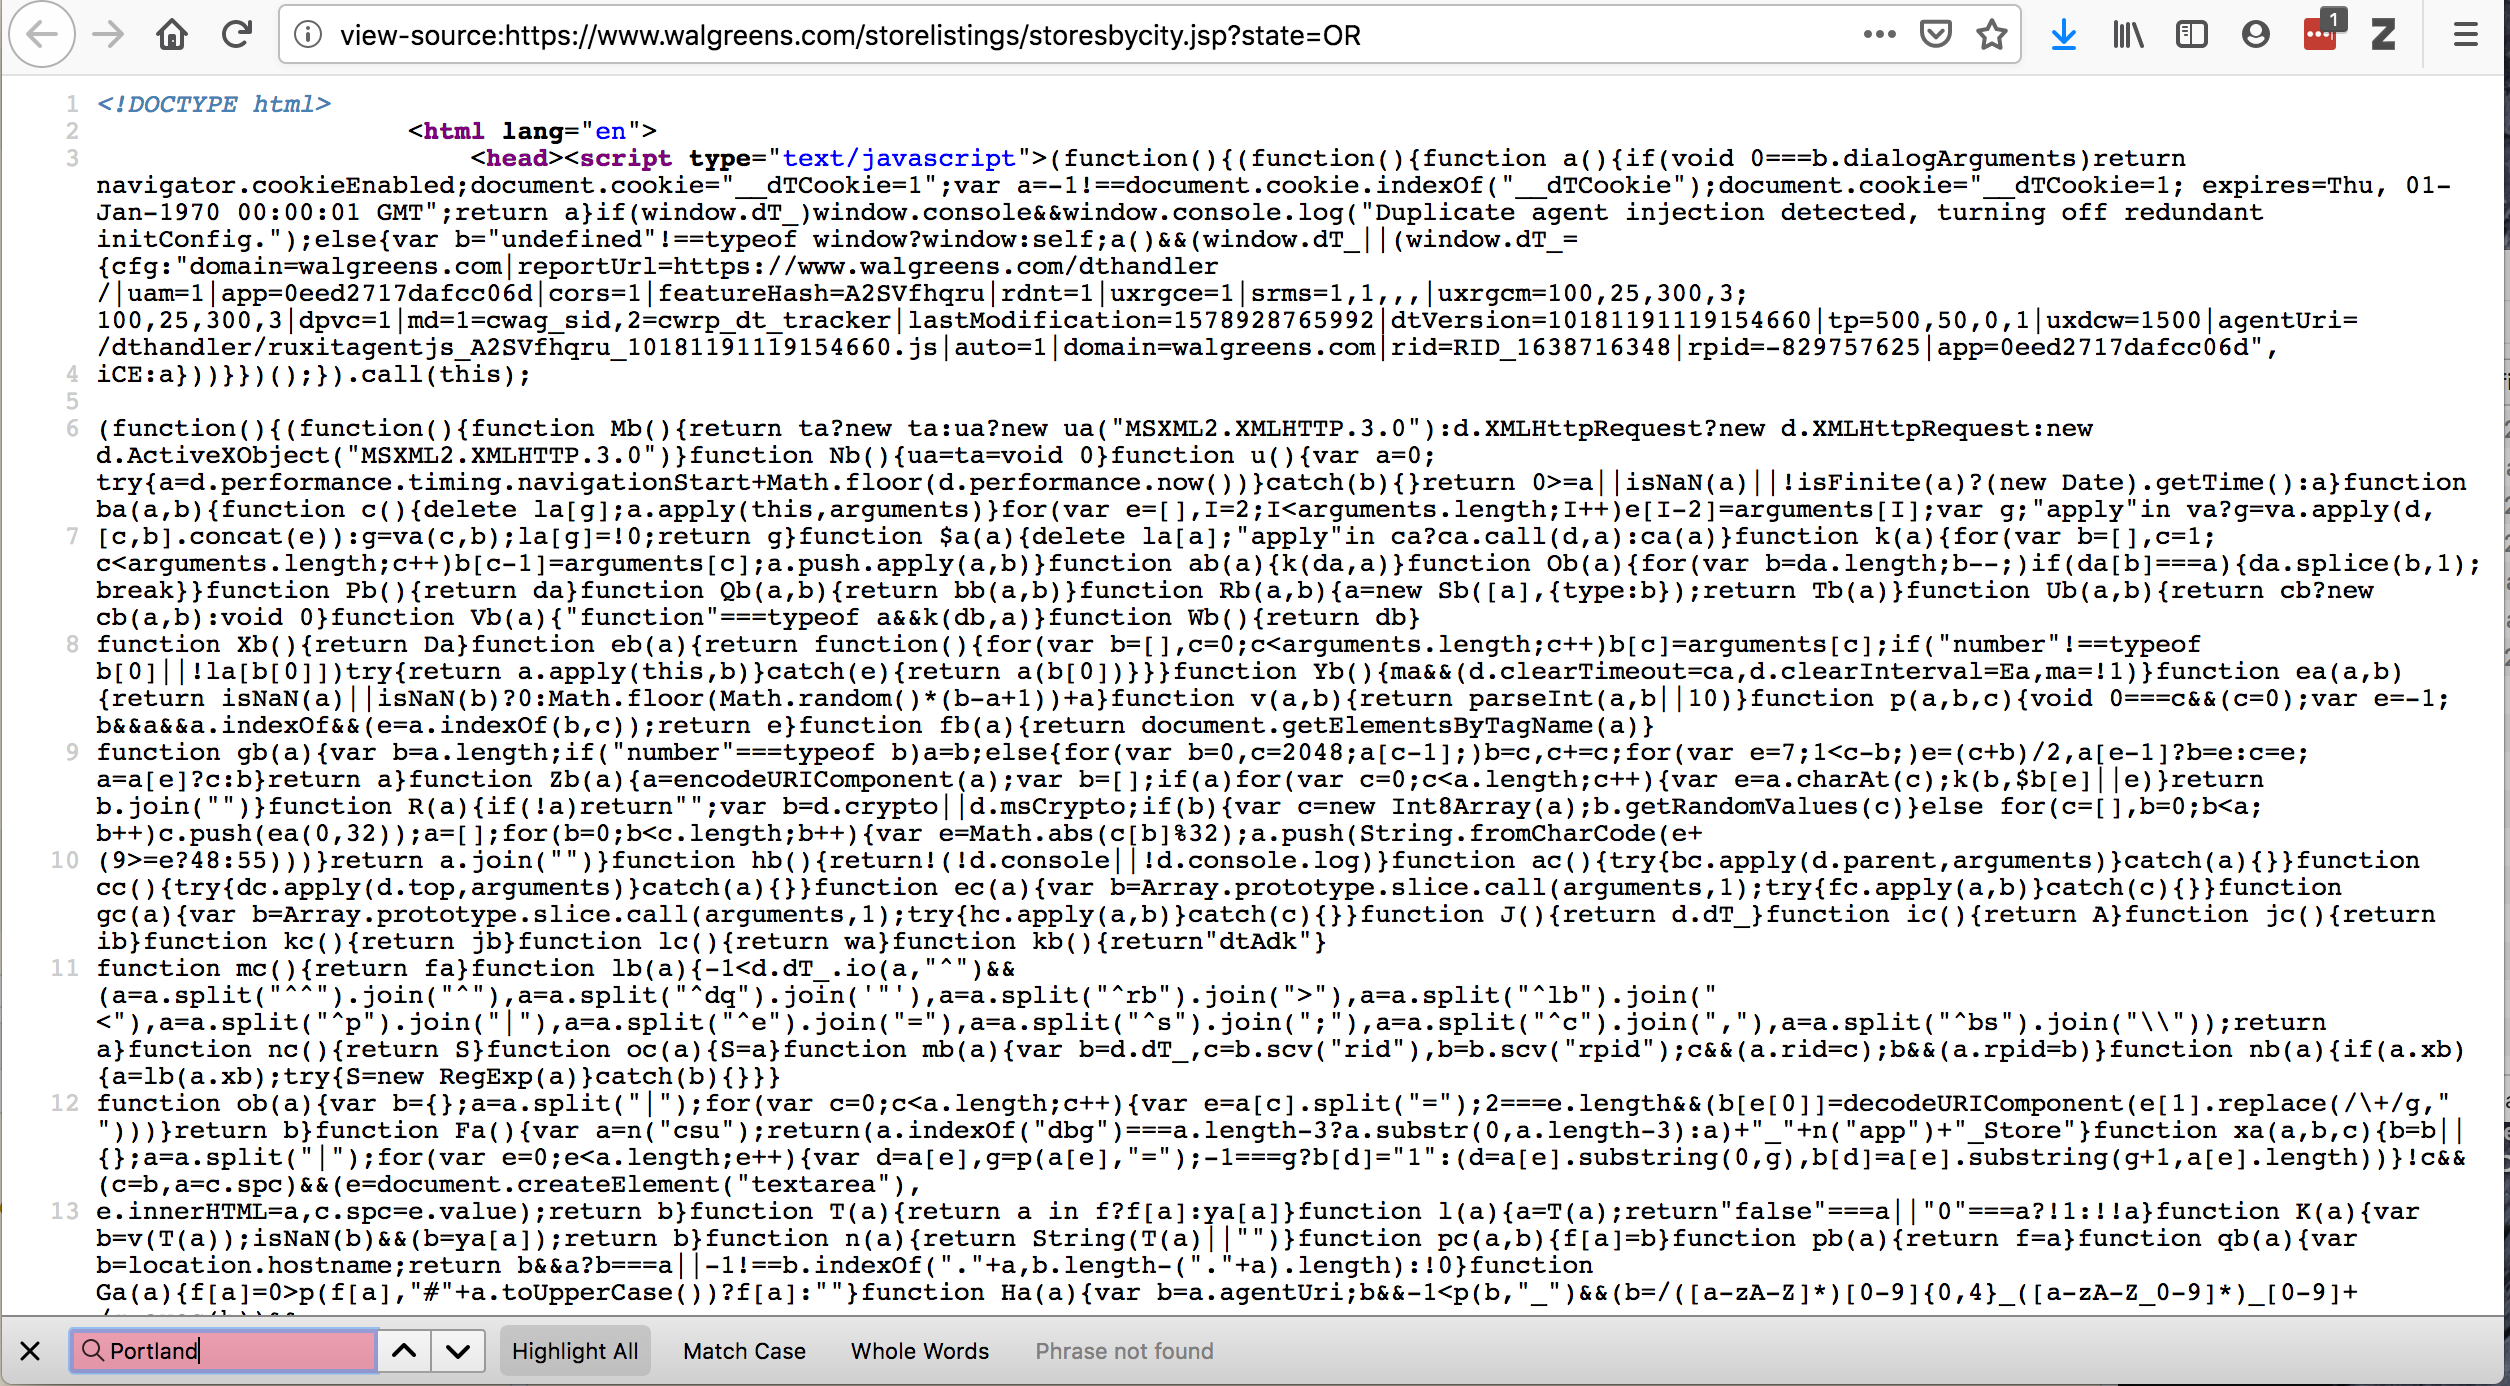 view-source:https://www.walgreens.com/storelistings/storesbycity.jsp?state=OR
1
1 <!DOCTYPE html>
2 <html lang="en">
3 <head><script type="text/javascript">(function(){(function(){function a(){if(void 0===b.dialogArguments)return
navigator.cookieEnabled;document.cookie="__dTCookie=1";var a=-1!==document.cookie.indexOf("__dTCookie");document.cookie="__dTCookie=1; expires=Thu, 01-
Jan-1970 00:00:01 GMT";return a}if(window.dT_)window.console&&window.console.log("Duplicate agent injection detected, turning off redundant
initConfig.");else{var b="undefined"!==typeof window?window:self;a()&&(window.dT_||(window.dT_=
{cfg:"domain=walgreens.com|reportUrl=https://www.walgreens.com/dthandler
/|uam=1|app=0eed2717dafcc06d|cors=1|featureHash=A2SVfhqru|rdnt=1|uxrgce=1|srms=1,1,,,|uxrgcm=100,25,300,3;
100,25,300,3|dpvc=1|md=1=cwag_sid,2=cwrp_dt_tracker|lastModification=1578928765992|dtVersion=10181191119154660|tp=500,50,0,1|uxdcw=1500|agentUri=
/dthandler/ruxitagentjs_A2SVfhqru_10181191119154660.js|auto=1|domain=walgreens.com|rid=RID_1638716348|rpid=-829757625|app=0eed2717dafcc06d",
4 iCE:a}))}})();}).call(this);
5
6 (function(){(function(){function Mb(){return ta?new ta:ua?new ua("MSXML2.XMLHTTP.3.0"):d.XMLHttpRequest?new d.XMLHttpRequest:new
d.ActiveXObject("MSXML2.XMLHTTP.3.0")}function Nb(){ua=ta=void 0}function u(){var a=0;
try{a=d.performance.timing.navigationStart+Math.floor(d.performance.now())}catch(b){}return 0>=a||isNaN(a)||!isFinite(a)?(new Date).getTime():a}function
ba(a,b){function c(){delete la[g];a.apply(this,arguments)}for(var e=[],I=2;I<arguments.length;I++)e[I-2]=arguments[I];var g;"apply"in va?g=va.apply(d,
7 [c,b].concat(e)):g=va(c,b);la[g]=!0;return g}function $a(a){delete la[a];"apply"in ca?ca.call(d,a):ca(a)}function k(a){for(var b=[],c=1;
c<arguments.length;c++)b[c-1]=arguments[c];a.push.apply(a,b)}function ab(a){k(da,a)}function Ob(a){for(var b=da.length;b--;)if(da[b]===a){da.splice(b,1);
break}}function Pb(){return da}function Qb(a,b){return bb(a,b)}function Rb(a,b){a=new Sb([a],{type:b});return Tb(a)}function Ub(a,b){return cb?new
cb(a,b):void 0}function Vb(a){"function"===typeof a&&k(db,a)}function Wb(){return db}
8 function Xb(){return Da}function eb(a){return function(){for(var b=[],c=0;c<arguments.length;c++)b[c]=arguments[c];if("number"!==typeof
b[0]||!la[b[0]])try{return a.apply(this,b)}catch(e){return a(b[0])}}}function Yb(){ma&&(d.clearTimeout=ca,d.clearInterval=Ea,ma=!1)}function ea(a,b)
{return isNaN(a)||isNaN(b)?0:Math.floor(Math.random()*(b-a+1))+a}function v(a,b){return parseInt(a,b||10)}function p(a,b,c){void 0===c&&(c=0);var e=-1;
b&&a&&a.indexOf&&(e=a.indexOf(b,c));return e}function fb(a){return document.getElementsByTagName(a)}
9 function gb(a){var b=a.length;if("number"===typeof b)a=b;else{for(var b=0,c=2048;a[c-1];)b=c,c+=c;for(var e=7;1<c-b;)e=(c+b)/2,a[e-1]?b=e:c=e;
a=a[e]?c:b}return a}function Zb(a){a=encodeURIComponent(a);var b=[];if(a)for(var c=0;c<a.length;c++){var e=a.charAt(c);k(b,$b[e]||e)}return
b.join("")}function R(a){if(!a)return"";var b=d.crypto||d.msCrypto;if(b){var c=new Int8Array(a);b.getRandomValues(c)}else for(c=[],b=0;b<a;
b++)c.push(ea(0,32));a=[];for(b=0;b<c.length;b++){var e=Math.abs(c[b]%32);a.push(String.fromCharCode(e+
10 (9>=e?48:55)))}return a.join("")}function hb(){return!(!d.console||!d.console.log)}function ac(){try{bc.apply(d.parent,arguments)}catch(a){}}function
cc(){try{dc.apply(d.top,arguments)}catch(a){}}function ec(a){var b=Array.prototype.slice.call(arguments,1);try{fc.apply(a,b)}catch(c){}}function
gc(a){var b=Array.prototype.slice.call(arguments,1);try{hc.apply(a,b)}catch(c){}}function J(){return d.dT_}function ic(){return A}function jc(){return
ib}function kc(){return jb}function lc(){return wa}function kb(){return"dtAdk"}
11 function mc(){return fa}function lb(a){-1<d.dT_.io(a,"^")&&
(a=a.split("^^").join("^"),a=a.split("^dq").join('"'),a=a.split("^rb").join(">"),a=a.split("^lb").join("
<"),a=a.split("^p").join("|"),a=a.split("^e").join("="),a=a.split("^s").join(";"),a=a.split("^c").join(","),a=a.split("^bs").join("\\"));return
a}function nc(){return S}function oc(a){S=a}function mb(a){var b=d.dT_,c=b.scv("rid"),b=b.scv("rpid");c&&(a.rid=c);b&&(a.rpid=b)}function nb(a){if(a.xb)
{a=lb(a.xb);try{S=new RegExp(a)}catch(b){}}}
12 function ob(a){var b={};a=a.split("|");for(var c=0;c<a.length;c++){var e=a[c].split("=");2===e.length&&(b[e[0]]=decodeURIComponent(e[1].replace(/\+/g,"
")))}return b}function Fa(){var a=n("csu");return(a.indexOf("dbg")===a.length-3?a.substr(0,a.length-3):a)+"_"+n("app")+"_Store"}function xa(a,b,c){b=b||
{};a=a.split("|");for(var e=0;e<a.length;e++){var d=a[e],g=p(a[e],"=");-1===g?b[d]="1":(d=a[e].substring(0,g),b[d]=a[e].substring(g+1,a[e].length))}!c&&
(c=b,a=c.spc)&&(e=document.createElement("textarea"),
13 e.innerHTML=a,c.spc=e.value);return b}function T(a){return a in f?f[a]:ya[a]}function l(a){a=T(a);return"false"===a||"0"===a?!1:!!a}function K(a){var
b=v(T(a));isNaN(b)&&(b=ya[a]);return b}function n(a){return String(T(a)||"")}function pc(a,b){f[a]=b}function pb(a){return f=a}function qb(a){var
b=location.hostname;return b&&a?b===a||-1!==b.indexOf("."+a,b.length-("."+a).length):!0}function
Ga(a){f[a]=0>p(f[a],"#"+a.toUpperCase())?f[a]:""}function Ha(a){var b=a.agentUri;b&&-1<p(b,"_")&&(b=/([a-zA-Z]*)[0-9]{0,4}_([a-zA-Z_0-9]*)_[0-9]+
Portland Highlight All Match Case Whole Words Phrase not found